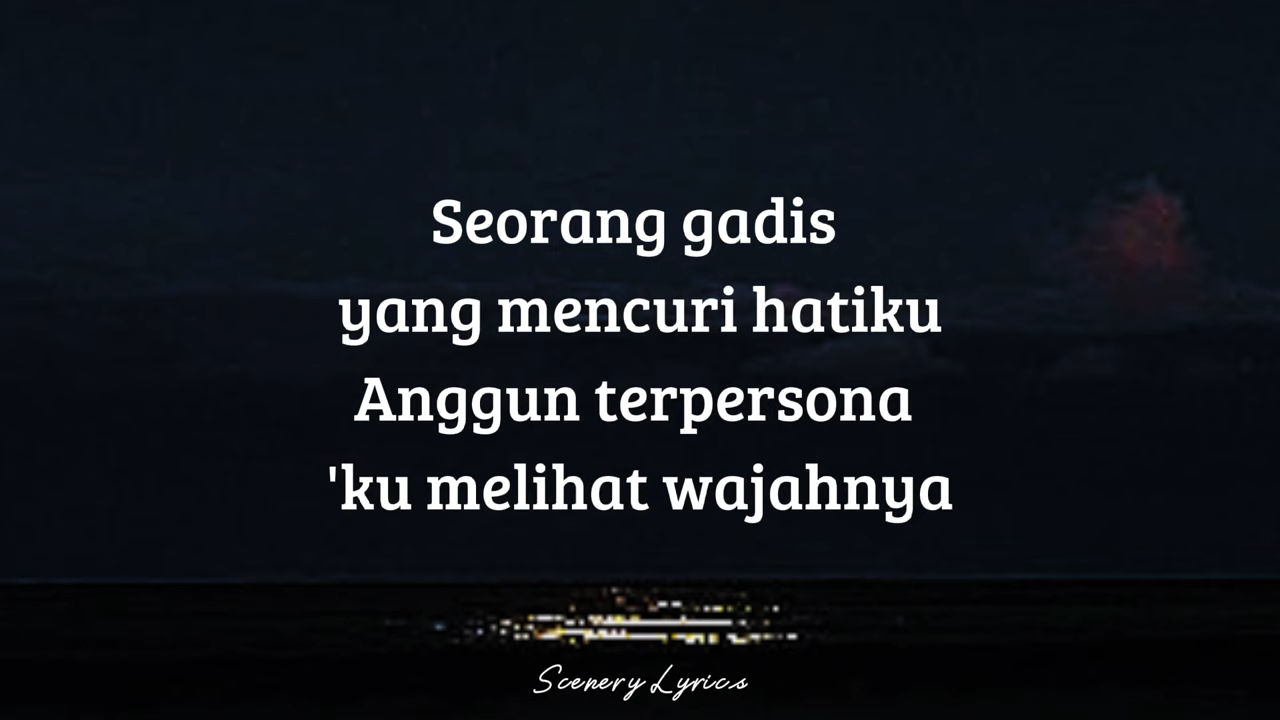 Seorang gadis
yang mencuri hatiku
Anggun terpersona
'ku melihat wajahnya
Scenery Lyrics